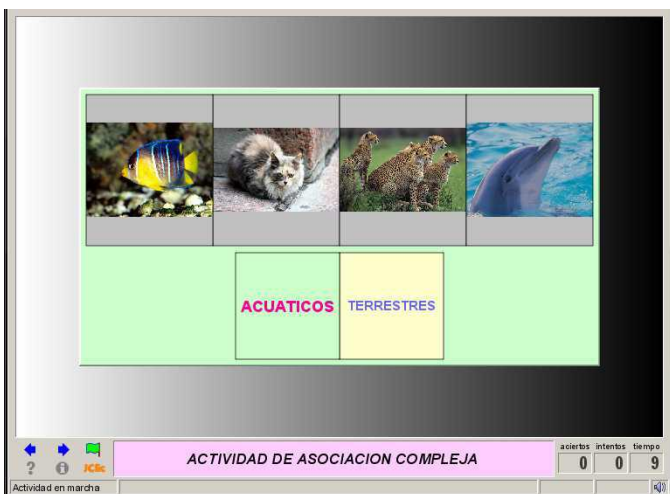 ACUATICOS
TERRESTRES
ACTIVIDAD DE ASOCIACION COMPLEJA
aciertos intentos tiempo
0 0 9
? i JClic
Actividad en marcha